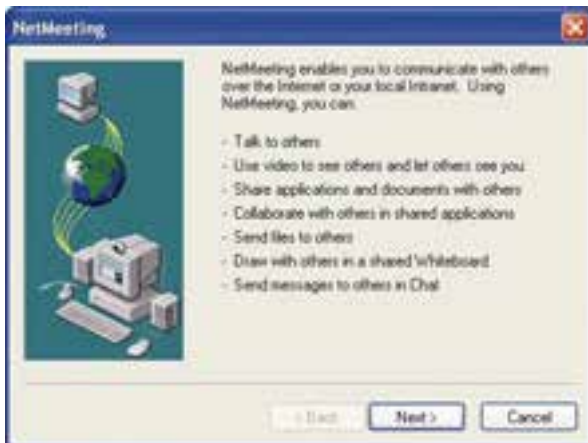 NetMeeting
NetMeeting enables you to communicate with others
over the Internet or your local Intranet. Using
NetMeeting, you can:
- Talk to others
- Use video to see others and let others see you
- Share applications and documents with others
- Collaborate with others in shared applications
- Send files to others
- Draw with others in a shared Whiteboard
- Send messages to others in Chat
< Back
Next >
Cancel